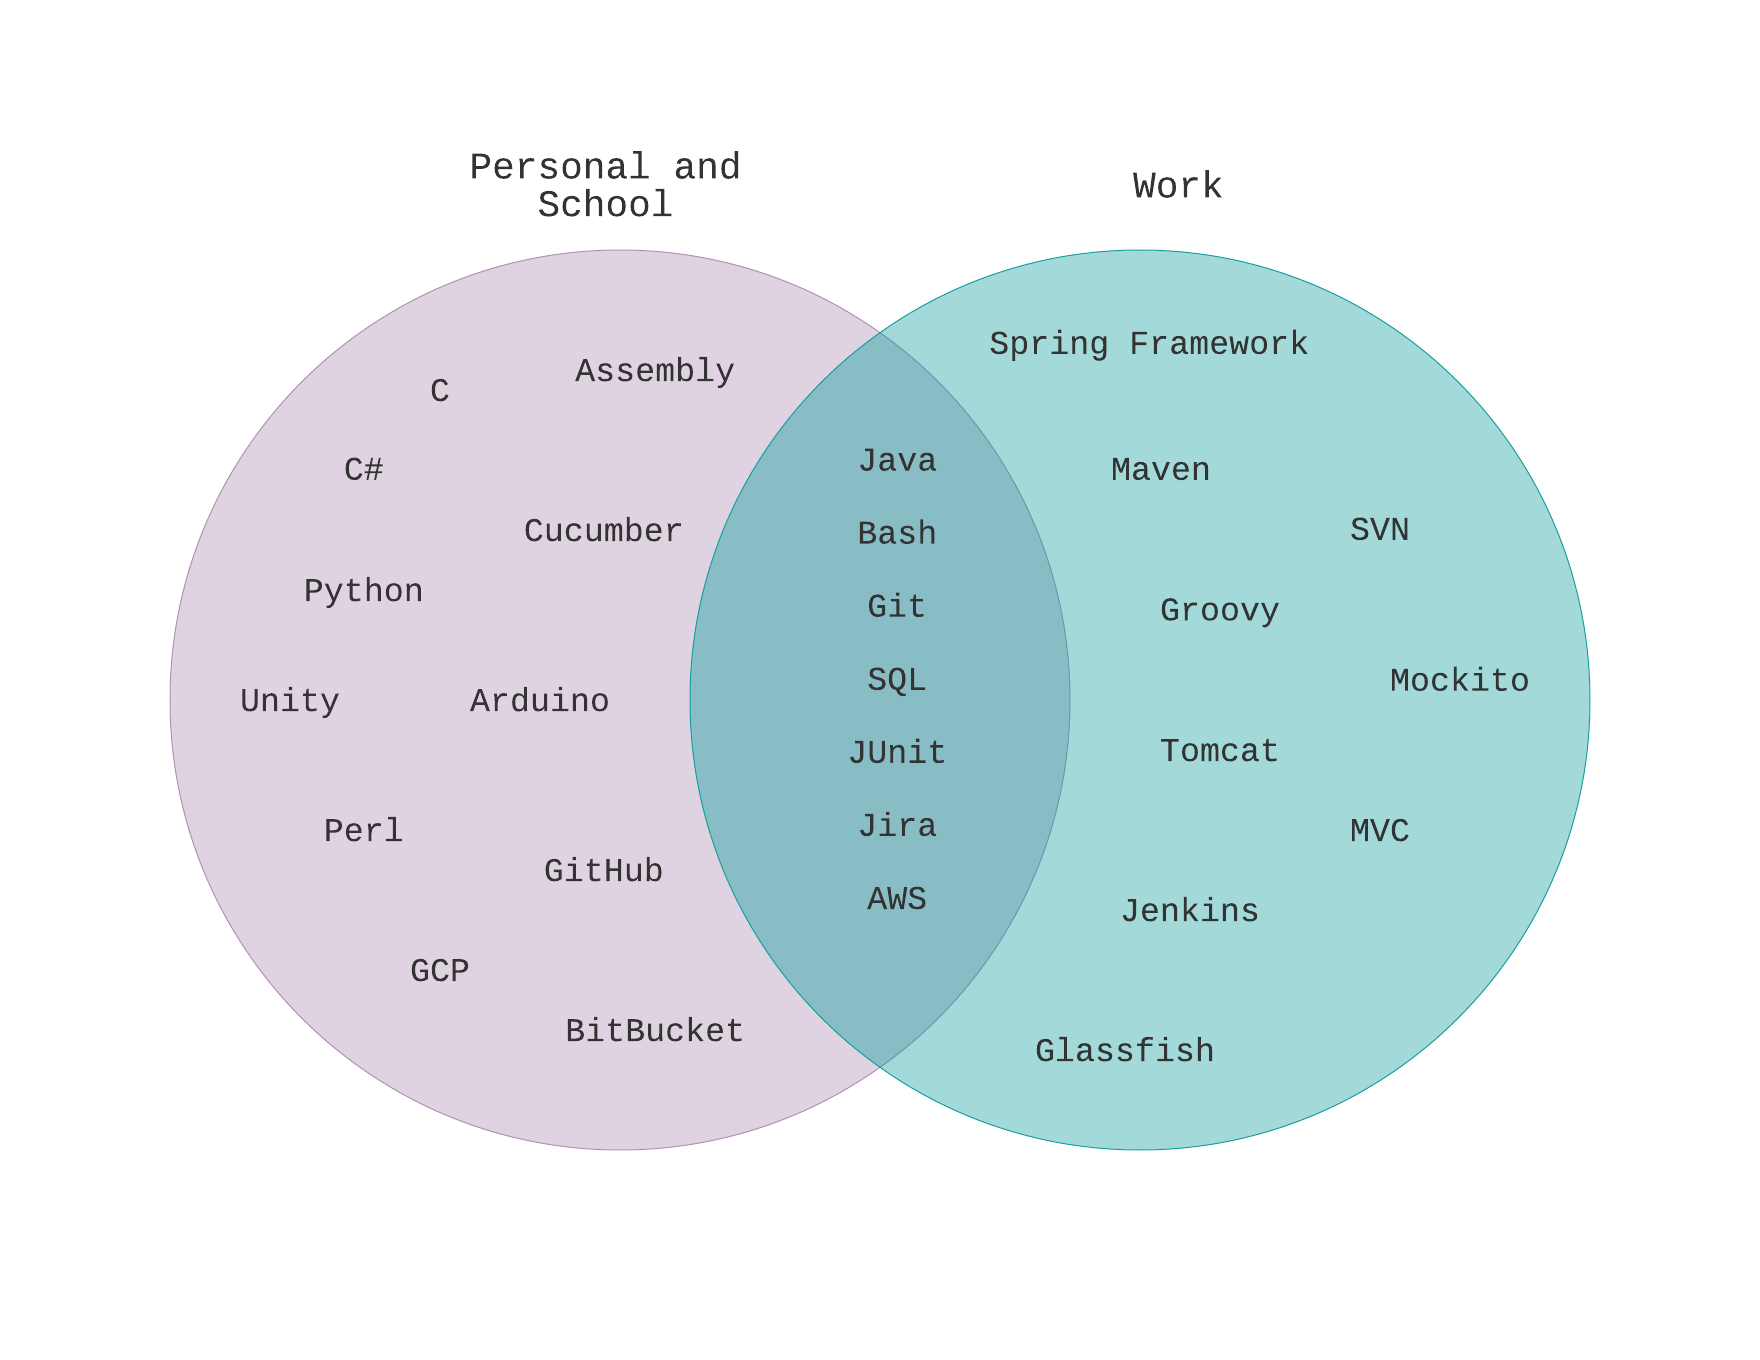 Personal and
School
Work
C
Assembly
C#
Cucumber
Python
Unity
Arduino
Perl
GitHub
GCP
BitBucket
Java
Bash
Git
SQL
JUnit
Jira
AWS
Spring Framework
Maven
SVN
Groovy
Mockito
Tomcat
MVC
Jenkins
Glassfish